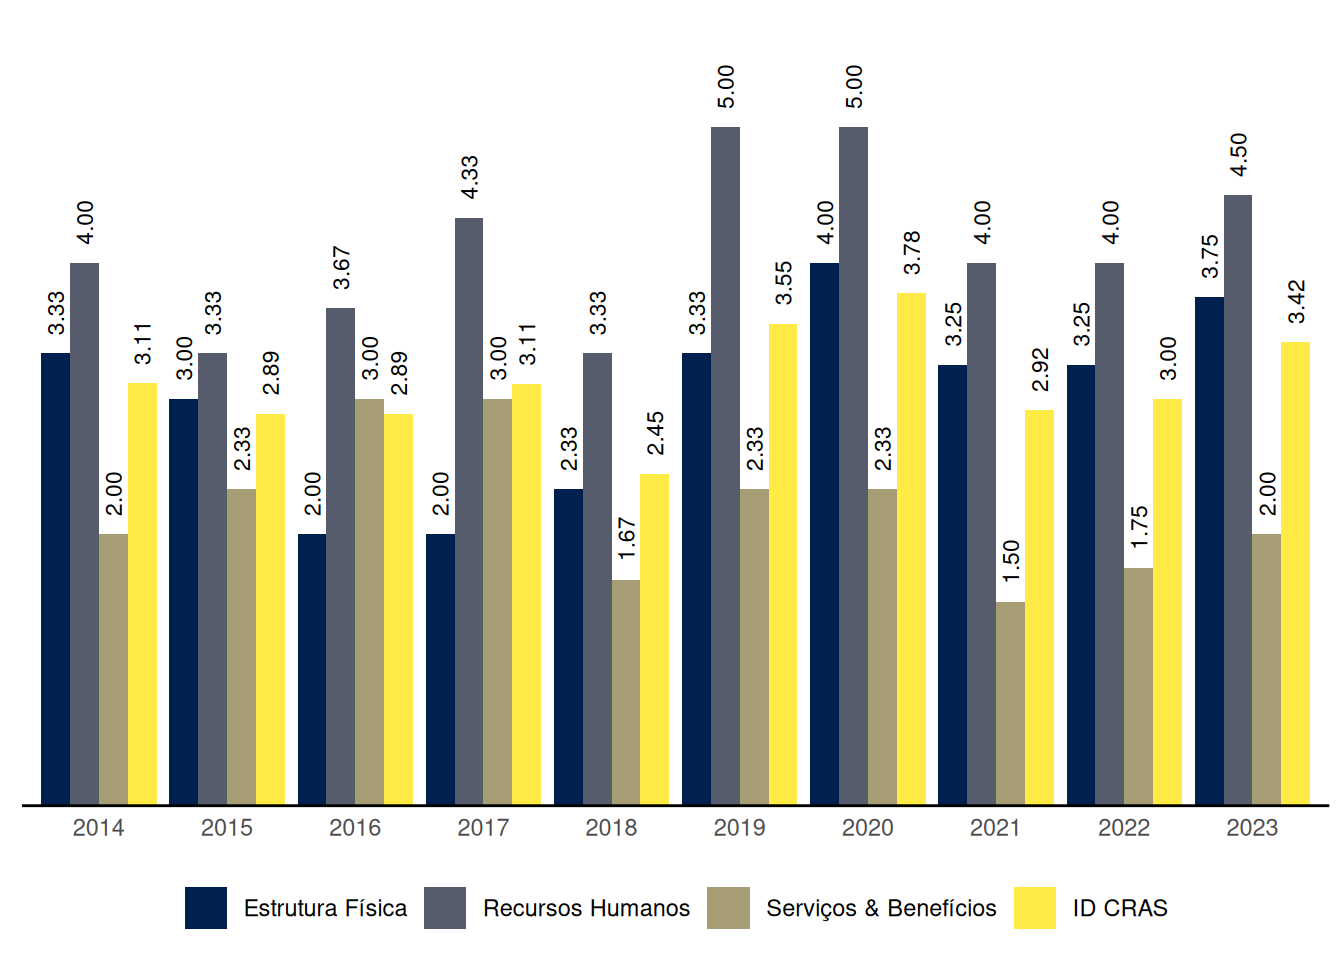 3.33 4.00 2.00 3.11
3.00 3.33 2.33 2.89
2.00 3.67 3.00 2.89
2.00 4.33 3.00 3.11
2.33 3.33 1.67 2.45
3.33 5.00 2.33 3.55
4.00 5.00 2.33 3.78
3.25 4.00 1.50 2.92
3.25 4.00 1.75 3.00
3.75 4.50 2.00 3.42
2014 2015 2016 2017 2018 2019 2020 2021 2022 2023
Estrutura Física Recursos Humanos Serviços & Benefícios ID CRAS